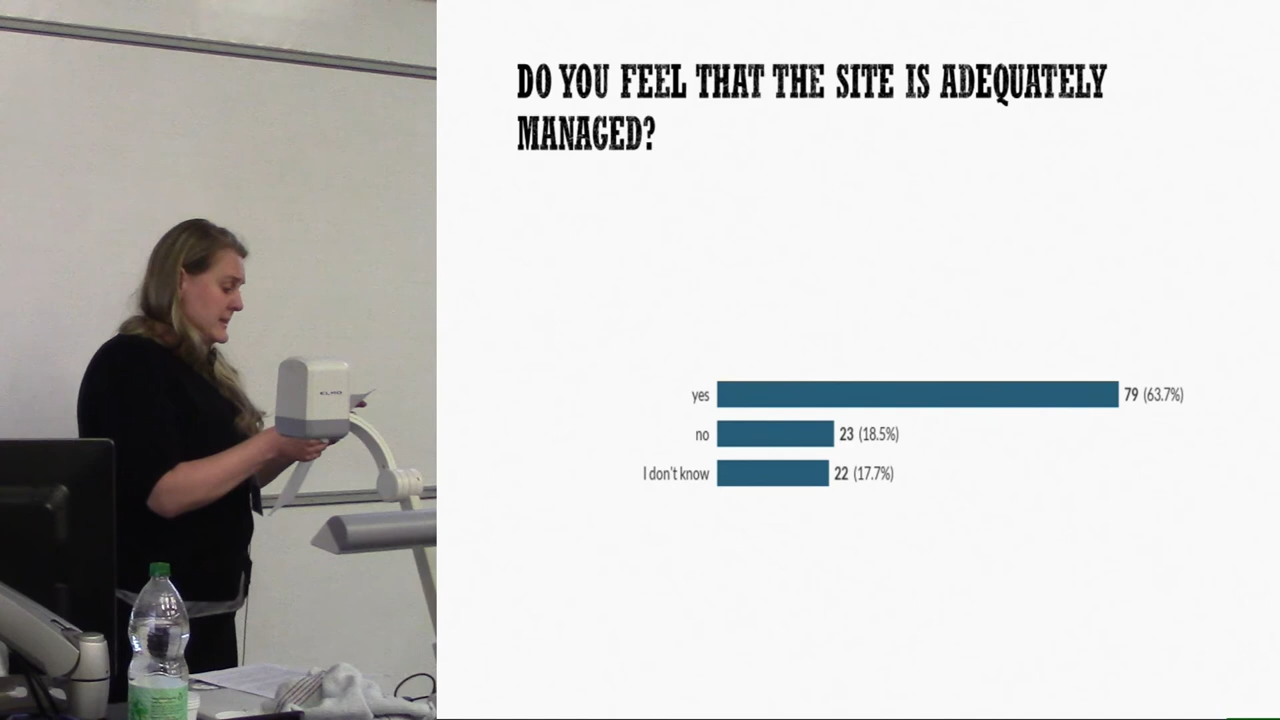 DO YOU FEEL THAT THE SITE IS ADEQUATELY
MANAGED?
yes 79 (63.7%)
no 23 (18.5%)
I don't know 22 (17.7%)
ELMO